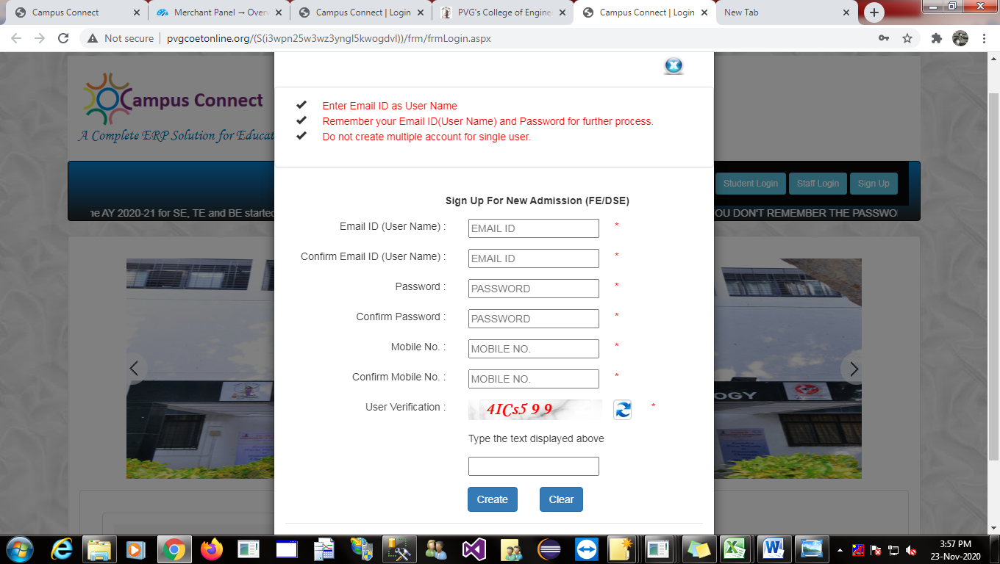 Campus Connect
Merchant Panel → Over
Campus Connect | Login
PVG's College of Engine
Campus Connect | Login
New Tab
Not secure
pvgcoetonline.org/(S(i3wpn25w3wz3yngl5kwogdvl))/frm/frmLogin.aspx
Campus Connect
A Complete ERP Solution for Educat
Enter Email ID as User Name
Remember your Email ID(User Name) and Password for further process.
Do not create multiple account for single user.
Student Login
Staff Login
Sign Up
ne AY 2020-21 for SE, TE and BE started
OU DON'T REMEMBER THE PASSWO
Sign Up For New Admission (FE/DSE)
Email ID (User Name) : EMAIL ID *
Confirm Email ID (User Name) : EMAIL ID *
Password : PASSWORD *
Confirm Password : PASSWORD *
Mobile No. : MOBILE NO. *
Confirm Mobile No. : MOBILE NO. *
OGY
User Verification : 4ICs5 9 9 *
Type the text displayed above
Create
Clear
3:57 PM
23-Nov-2020